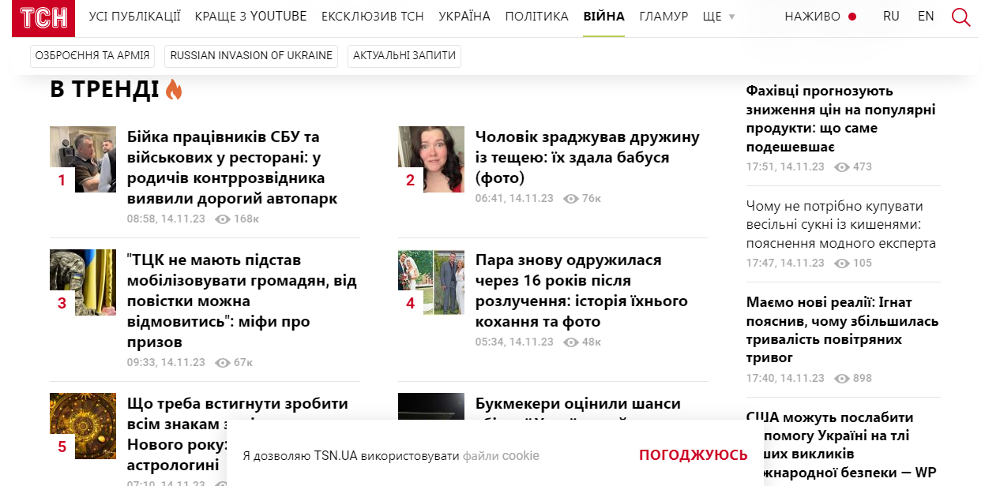 ТСН УСІ ПУБЛІКАЦІЇ КРАЩЕ З YOUTUBE ЕКСКЛЮЗИВ ТСН УКРАЇНА ПОЛІТИКА ВІЙНА ГЛАМУР ЩЕ НАЖИВО RU EN
ОЗБРОЄННЯ ТА АРМІЯ RUSSIAN INVASION OF UKRAINE АКТУАЛЬНІ ЗАПИТИ
В ТРЕНДІ
1
Бійка працівників СБУ та
військових у ресторані: у
родичів контррозвідника
виявили дорогий автопарк
08:58, 14.11.23 168к
2
Чоловік зраджував дружину
із тещею: їх здала бабуся
(фото)
06:41, 14.11.23 76к
3
"ТЦК не мають підстав
мобілізовувати громадян, від
повістки можна
відмовитись": міфи про
призов
09:33, 14.11.23 67к
4
Пара знову одружилася
через 16 років після
розлучення: історія їхнього
кохання та фото
05:34, 14.11.23 48к
5
Що треба встигнути зробити
всім знакам
Нового року:
астрологині
07:10, 14.11.23
Букмекери оцінили шанси
Фахівці прогнозують
зниження цін на популярні
продукти: що саме
подешевшає
17:51, 14.11.23 473
Чому не потрібно купувати
весільні сукні із кишенями:
пояснення модного експерта
17:47, 14.11.23 105
Маємо нові реалії: Ігнат
пояснив, чому збільшилась
тривалість повітряних
тривог
17:40, 14.11.23 898
США можуть послабити
помогу Україні на тлі
ших викликів
жнародної безпеки — WP
Я дозволяю TSN.UA використовувати файли cookie
ПОГОДЖУЮСЬ